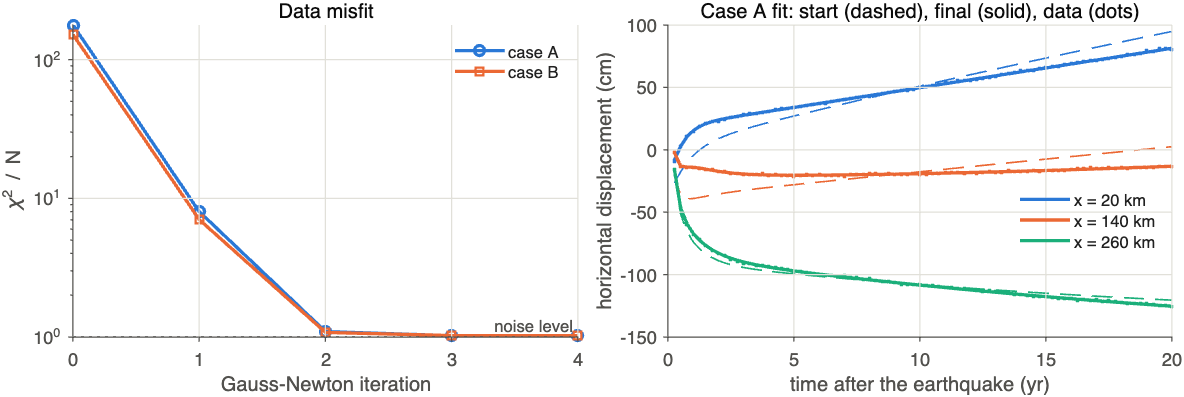 Data misfit
χ² / N
10²
10¹
10⁰
case A
case B
noise level
0 1 2 3 4
Gauss-Newton iteration
Case A fit: start (dashed), final (solid), data (dots)
horizontal displacement (cm)
100
50
0
-50
-100
-150
x = 20 km
x = 140 km
x = 260 km
0 5 10 15 20
time after the earthquake (yr)